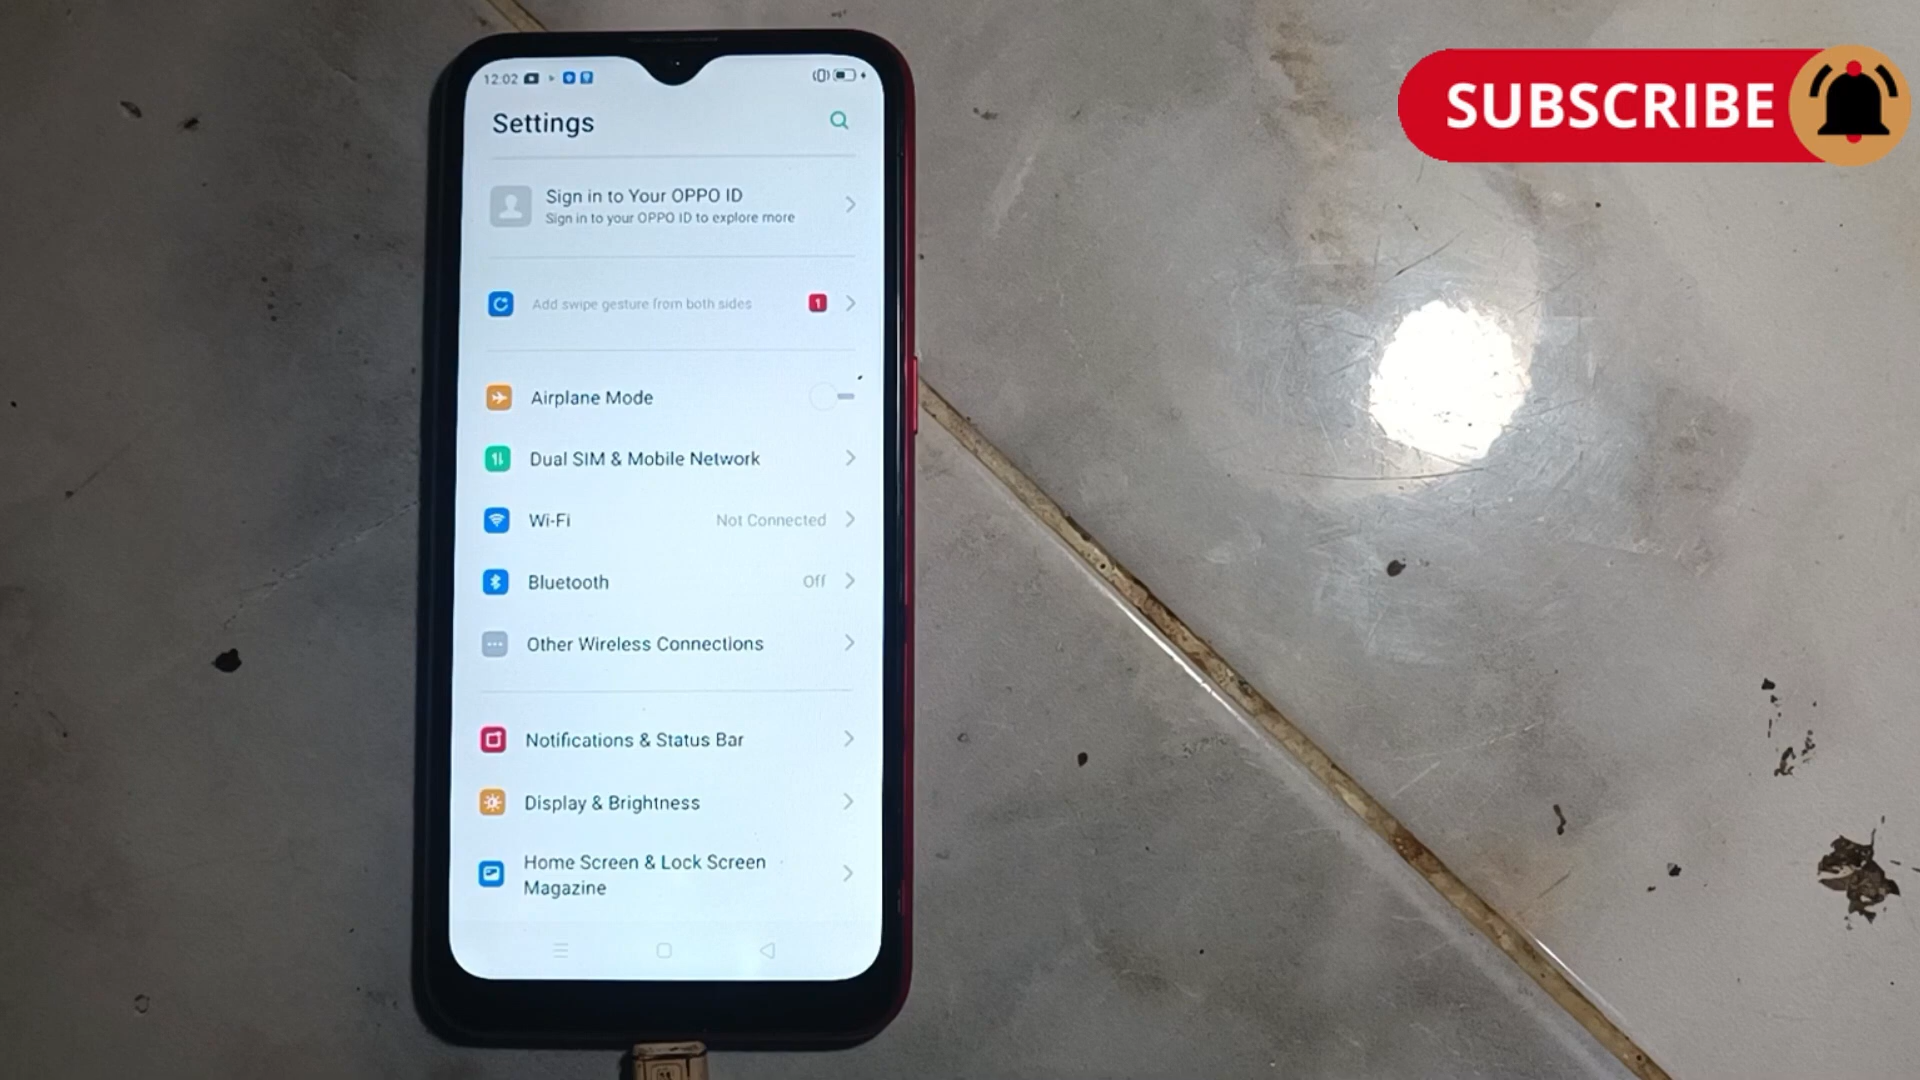 12:02
Settings
Sign in to Your OPPO ID
Sign in to your OPPO ID to explore more
Add swipe gesture from both sides
1
Airplane Mode
Dual SIM & Mobile Network
Wi-Fi
Not Connected
Bluetooth
Off
Other Wireless Connections
Notifications & Status Bar
Display & Brightness
Home Screen & Lock Screen
Magazine
SUBSCRIBE